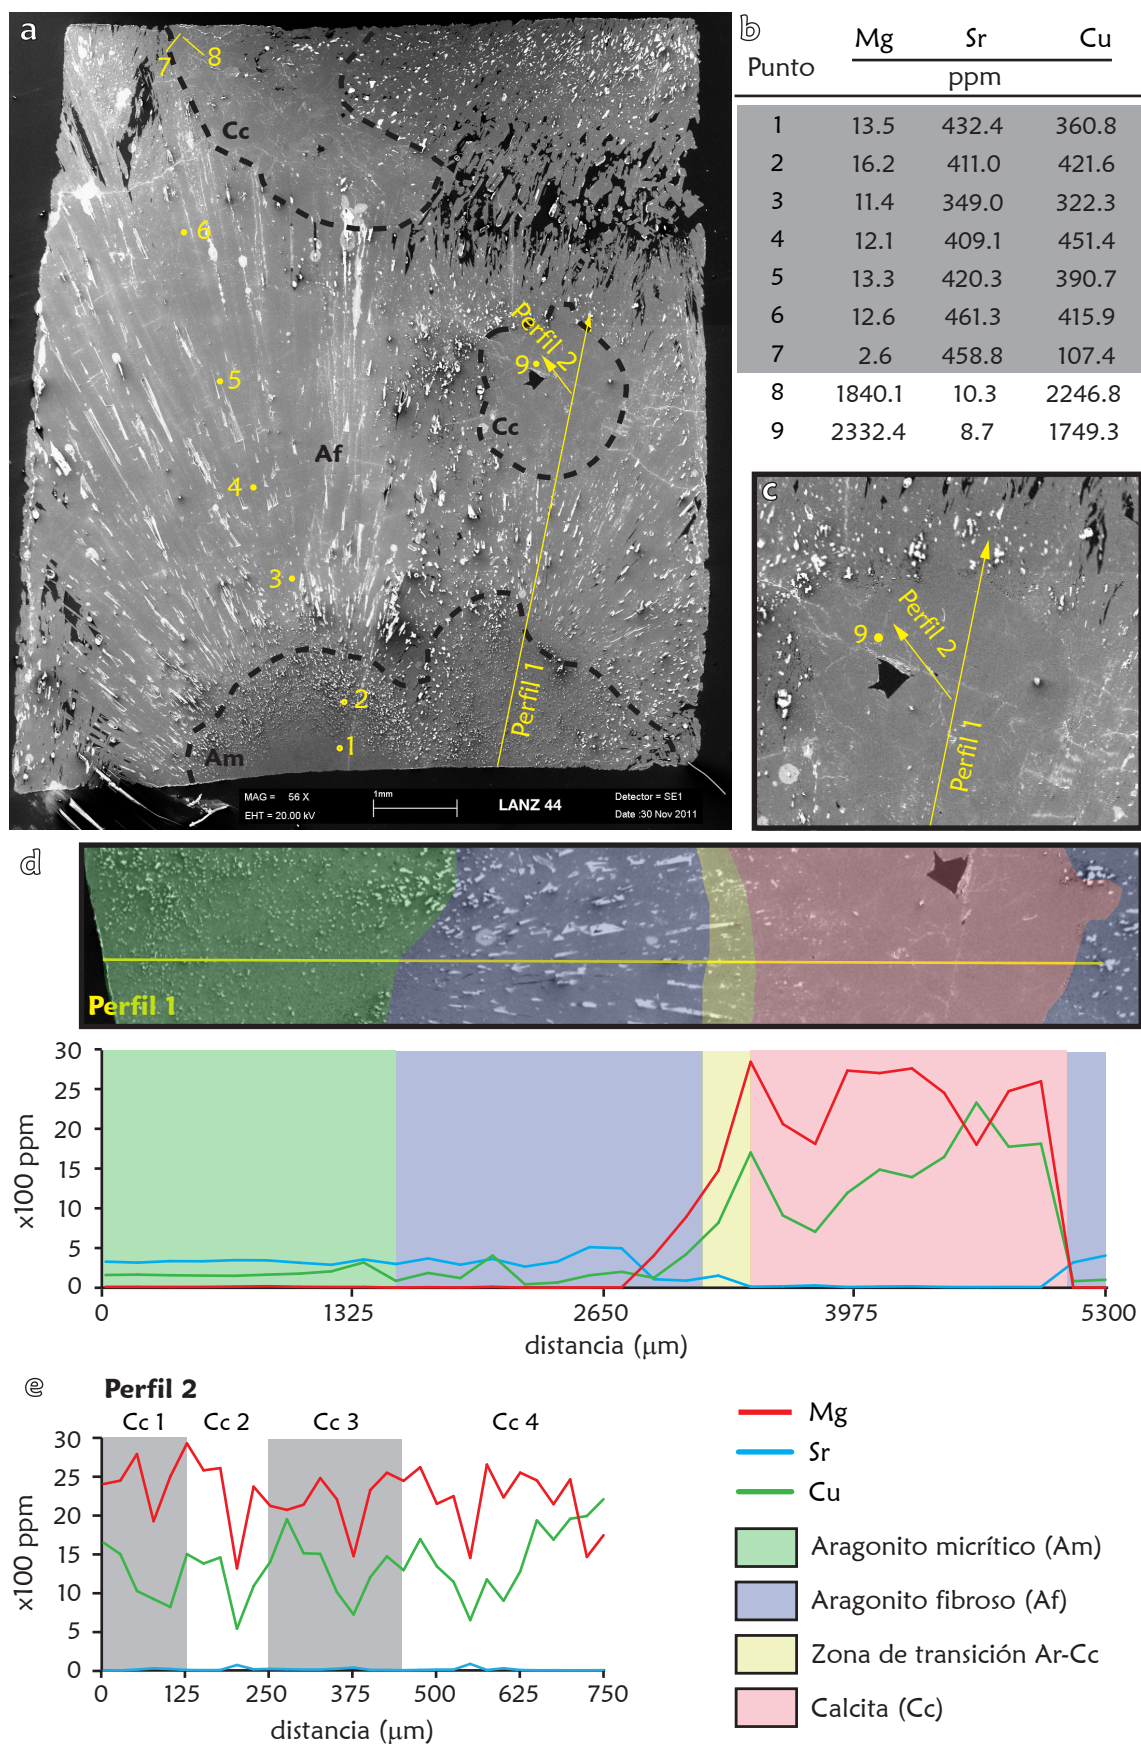 a
7
8
Cc
6
5
Af
4
3
2
1
Am
Perfil 2
9
Cc
Perfil 1
MAG = 56 X
EHT = 20.00 kV
1mm
LANZ 44
Detector = SE1
Date :30 Nov 2011
b
Punto Mg Sr Cu
ppm
1 13.5 432.4 360.8
2 16.2 411.0 421.6
3 11.4 349.0 322.3
4 12.1 409.1 451.4
5 13.3 420.3 390.7
6 12.6 461.3 415.9
7 2.6 458.8 107.4
8 1840.1 10.3 2246.8
9 2332.4 8.7 1749.3
c
9
Perfil 2
Perfil 1
d
Perfil 1
30
25
20
15
10
5
0
x100 ppm
0 1325 2650 3975 5300
distancia (μm)
e
Perfil 2
Cc 1 Cc 2 Cc 3 Cc 4
30
25
20
15
10
5
0
x100 ppm
0 125 250 375 500 625 750
distancia (μm)
Mg
Sr
Cu
Aragonito micrítico (Am)
Aragonito fibroso (Af)
Zona de transición Ar-Cc
Calcita (Cc)